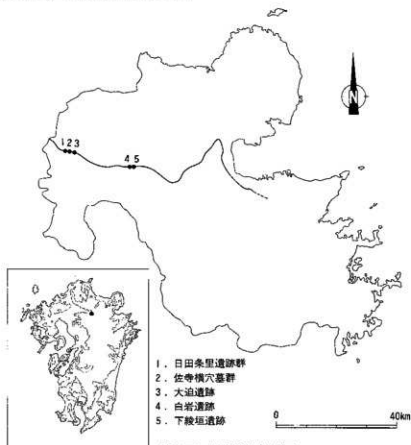 N
1 2 3
4 5
1. 日田条里遺跡群
2. 佐寺横穴墓群
3. 大迫遺跡
4. 白岩遺跡
5. 下綾垣遺跡
0 40km